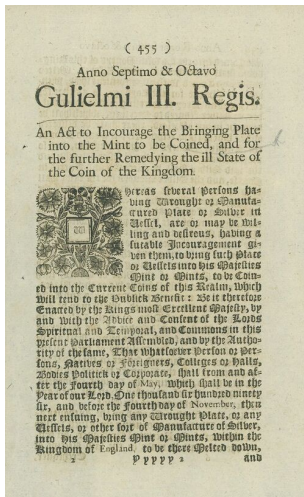 ( 455 )
Anno Septimo & Octavo
Gulielmi III. Regis.
An Act to Incourage the Bringing Plate
into the Mint to be Coined, and for
the further Remedying the ill State of
the Coin of the Kingdom.
Whereas several Persons ha-
ving Wrought or Manufa-
ctured Plate or Silver in
Vessel, are or may be wil-
ling and desirous, having a
sutable Incouragement gi-
ven them, to bring such Plate
or Vessels into his Majesties
Mint or Mints, to be Coin-
ed into the Current Coins of this Realm, which
will tend to the Publick Benefit: Be it therefore
Enacted by the Kings most Excellent Majesty, by
and with the Advice and Consent of the Lords
Spiritual and Temporal, and Commons in this
present Parliament Assembled, and by the Autho-
rity of the same, That whatsoever Person or Per-
sons, Natives or Foreigners, Colleges or Halls,
Bodies Politick or Corporate, shall from and af-
ter the Fourth day of May, which shall be in the
Year of our Lord, One thousand six hundred ninety
six, and before the Fourth day of November, then
next ensuing, bring any Wrought Plate, or any
Vessels, or other sort of Manufacture of Silver,
into His Majesties Mint or Mints, within the
Kingdom of England, to be there Melted down,
Ppppp 2 and